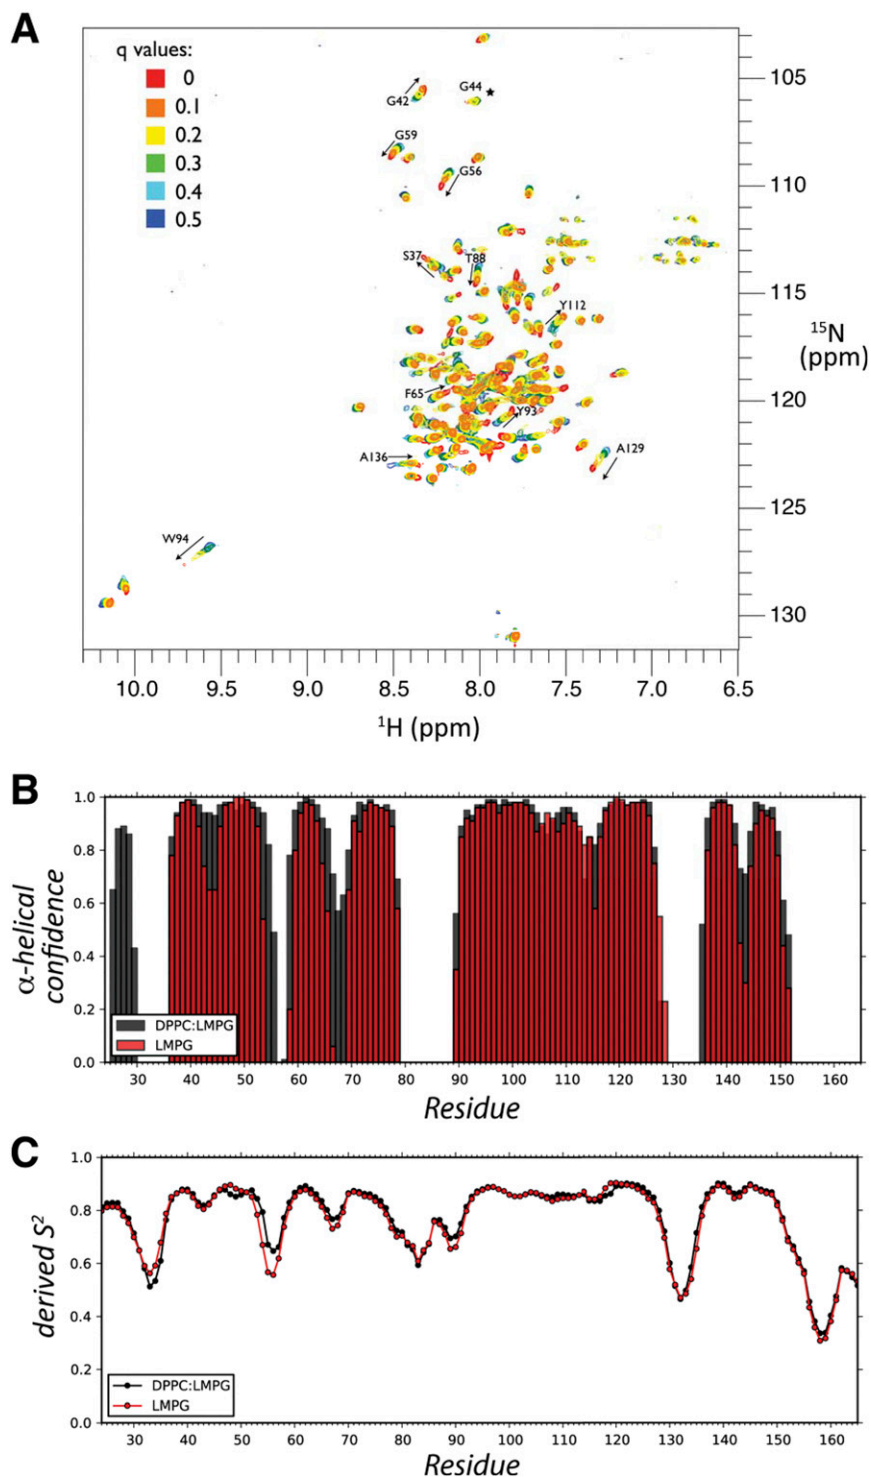 A
q values:
0
0.1
0.2
0.3
0.4
0.5
G42
G44
★
G59
G56
S37
T88
Y112
F65
Y93
A136
A129
W94
105
110
115
120
125
130
15N
(ppm)
10.0 9.5 9.0 8.5 8.0 7.5 7.0 6.5
1H (ppm)
B
α-helical
confidence
1.0
0.8
0.6
0.4
0.2
0.0
DPPC:LMPG
LMPG
30 40 50 60 70 80 90 100 110 120 130 140 150 160
Residue
C
derived S²
1.0
0.8
0.6
0.4
0.2
0.0
DPPC:LMPG
LMPG
30 40 50 60 70 80 90 100 110 120 130 140 150 160
Residue